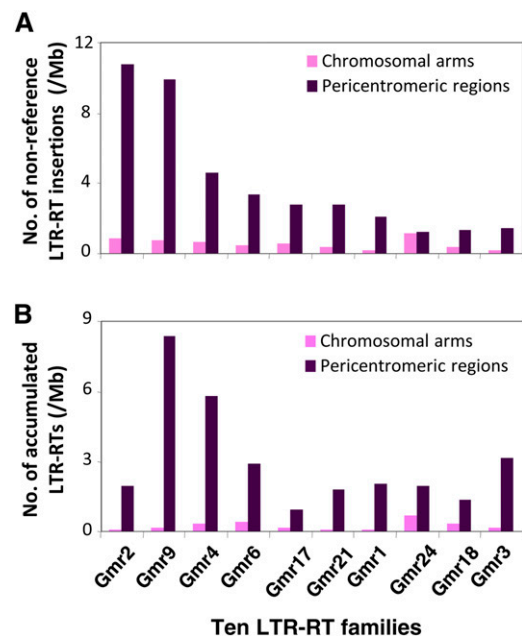 A
No. of non-reference
LTR-RT insertions (/Mb)
12
8
4
0
Chromosomal arms
Pericentromeric regions
B
No. of accumulated
LTR-RTs (/Mb)
9
6
3
0
Chromosomal arms
Pericentromeric regions
Gmr2
Gmr9
Gmr4
Gmr6
Gmr17
Gmr21
Gmr1
Gmr24
Gmr18
Gmr3
Ten LTR-RT families